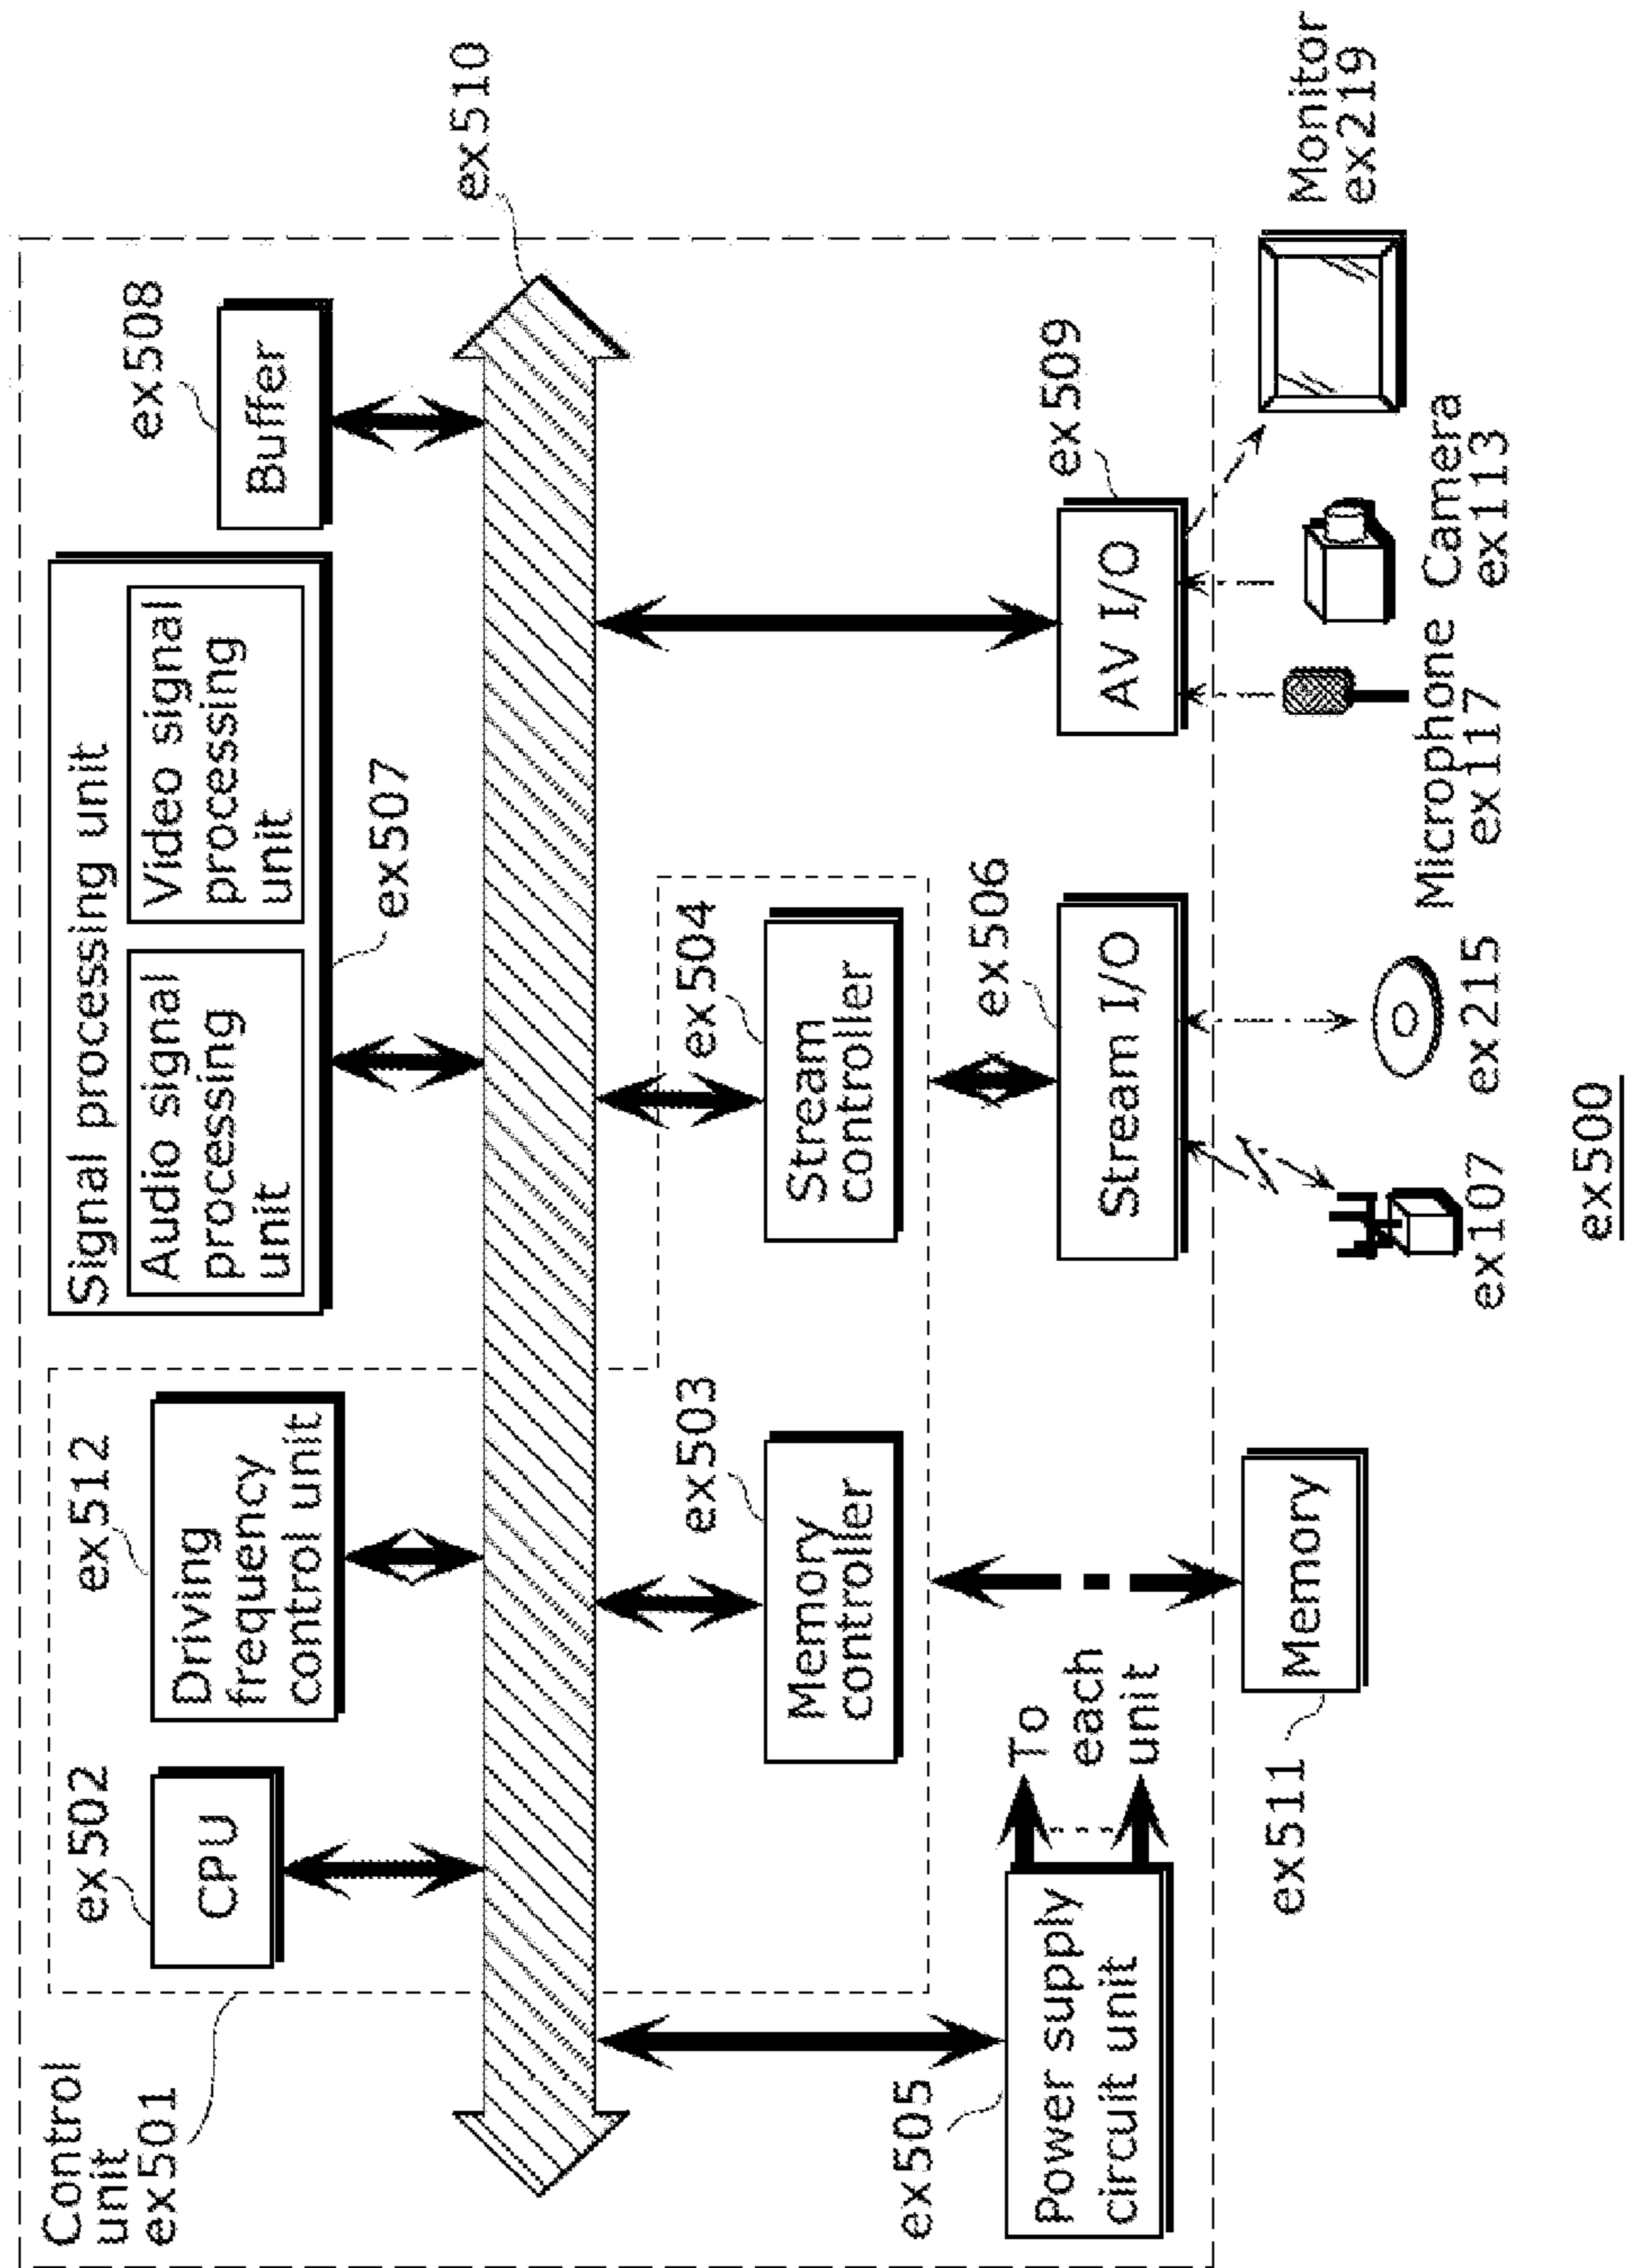 Control
unit
ex501
ex502
CPU
ex512
Driving
frequency
control unit
Signal processing unit
Audio signal
processing
unit
Video signal
processing
unit
ex507
ex508
Buffer
ex510
ex503
Memory
controller
ex504
Stream
controller
ex505
Power supply
circuit unit
To
each
unit
ex506
Stream I/O
ex509
AV I/O
ex511
Memory
ex107
ex215
Microphone
ex117
Camera
ex113
Monitor
ex219
ex500